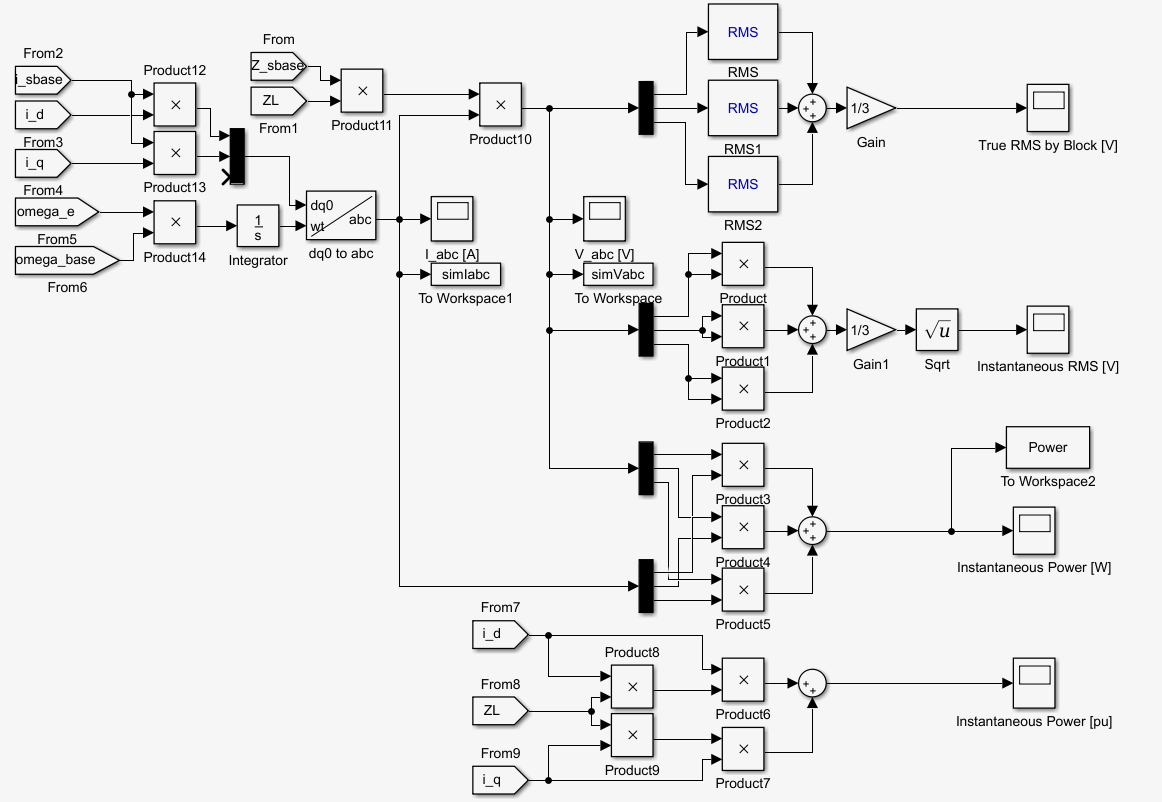 From2
i_sbase
i_d
From3
i_q
From4
omega_e
From5
omega_base
From6
Product12
×
×
Product13
×
Product14
1
s
Integrator
dq0
wt
abc
dq0 to abc
From
Z_sbase
ZL
From1
×
Product11
×
Product10
I_abc [A]
simIabc
To Workspace1
V_abc [V]
simVabc
To Workspace
RMS
RMS
RMS
RMS1
RMS
RMS2
+
+
+
1/3
Gain
True RMS by Block [V]
×
Product
×
Product1
×
Product2
+
+
+
1/3
Gain1
√u
Sqrt
Instantaneous RMS [V]
×
Product3
×
Product4
×
Product5
+
+
+
Power
To Workspace2
Instantaneous Power [W]
From7
i_d
From8
ZL
From9
i_q
Product8
×
×
Product9
×
Product6
×
Product7
+
+
Instantaneous Power [pu]